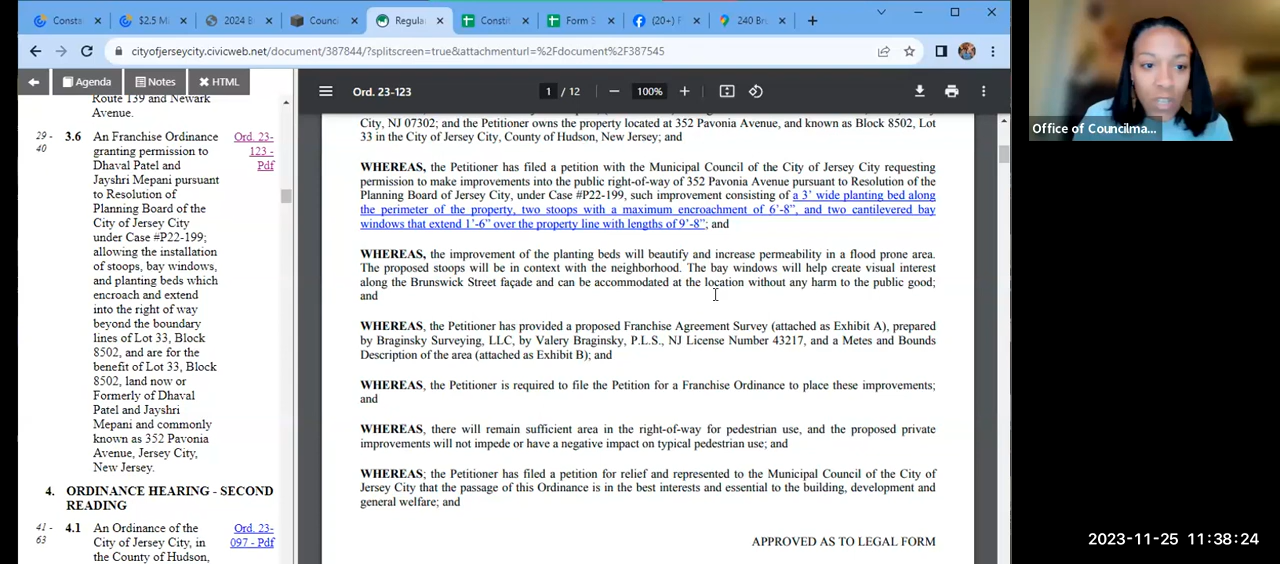 Consta
$2.5 M
2024 B
Counci
Regula
Constit
Form S
(20+) F
240 Br
cityofjerseycity.civicweb.net/document/387844/?splitscreen=true&attachmenturl=%2Fdocument%2F387545
Agenda
Notes
HTML
Ord. 23-123
1 / 12
100%
Route 139 and Newark
Avenue.
29 -
40
3.6 An Franchise Ordinance
granting permission to
Dhaval Patel and
Jayshri Mepani pursuant
to Resolution of
Planning Board of the
City of Jersey City
under Case #P22-199;
allowing the installation
of stoops, bay windows,
and planting beds which
encroach and extend
into the right of way
beyond the boundary
lines of Lot 33, Block
8502, and are for the
benefit of Lot 33, Block
8502, land now or
Formerly of Dhaval
Patel and Jayshri
Mepani and commonly
known as 352 Pavonia
Avenue, Jersey City,
New Jersey.
Ord. 23-
123 -
Pdf
4. ORDINANCE HEARING - SECOND
READING
41 -
63
4.1 An Ordinance of the
City of Jersey City, in
the County of Hudson,
Ord. 23-
097 - Pdf
City, NJ 07302; and the Petitioner owns the property located at 352 Pavonia Avenue, and known as Block 8502, Lot
33 in the City of Jersey City, County of Hudson, New Jersey; and
WHEREAS, the Petitioner has filed a petition with the Municipal Council of the City of Jersey City requesting
permission to make improvements into the public right-of-way of 352 Pavonia Avenue pursuant to Resolution of the
Planning Board of Jersey City, under Case #P22-199, such improvement consisting of a 3' wide planting bed along
the perimeter of the property, two stoops with a maximum encroachment of 6'-8", and two cantilevered bay
windows that extend 1'-6" over the property line with lengths of 9'-8"; and
WHEREAS, the improvement of the planting beds will beautify and increase permeability in a flood prone area.
The proposed stoops will be in context with the neighborhood. The bay windows will help create visual interest
along the Brunswick Street façade and can be accommodated at the location without any harm to the public good;
and
WHEREAS, the Petitioner has provided a proposed Franchise Agreement Survey (attached as Exhibit A), prepared
by Braginsky Surveying, LLC, by Valery Braginsky, P.L.S., NJ License Number 43217, and a Metes and Bounds
Description of the area (attached as Exhibit B); and
WHEREAS, the Petitioner is required to file the Petition for a Franchise Ordinance to place these improvements;
and
WHEREAS, there will remain sufficient area in the right-of-way for pedestrian use, and the proposed private
improvements will not impede or have a negative impact on typical pedestrian use; and
WHEREAS; the Petitioner has filed a petition for relief and represented to the Municipal Council of the City of
Jersey City that the passage of this Ordinance is in the best interests and essential to the building, development and
general welfare; and
APPROVED AS TO LEGAL FORM
Office of Councilma...
2023-11-25 11:38:24